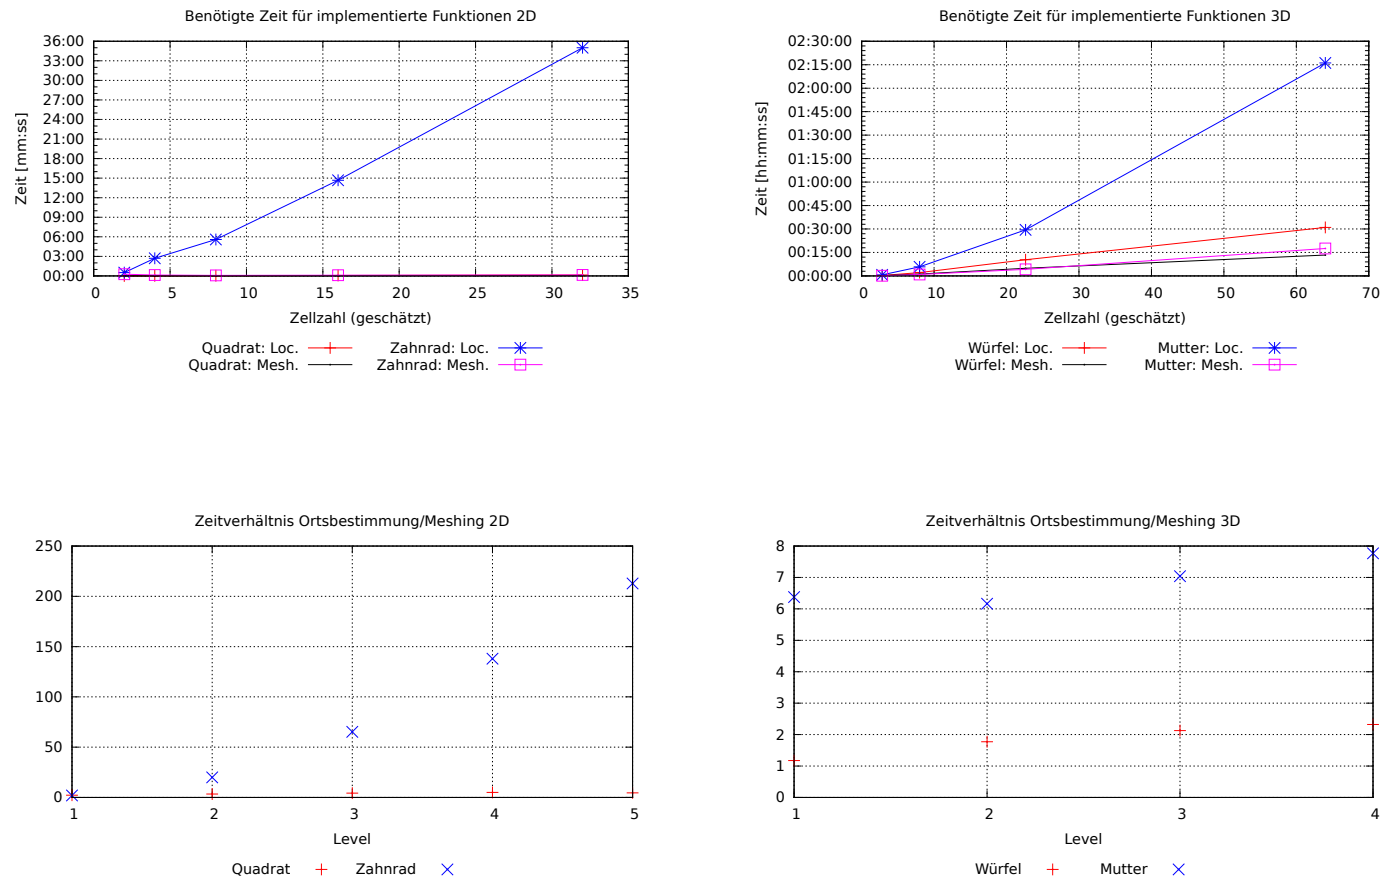 Benötigte Zeit für implementierte Funktionen 2D
Zeit [mm:ss]
36:00
33:00
30:00
27:00
24:00
21:00
18:00
15:00
12:00
09:00
06:00
03:00
00:00
0 5 10 15 20 25 30 35
Zellzahl (geschätzt)
Quadrat: Loc. Zahnrad: Loc.
Quadrat: Mesh. Zahnrad: Mesh.
Benötigte Zeit für implementierte Funktionen 3D
Zeit [hh:mm:ss]
02:30:00
02:15:00
02:00:00
01:45:00
01:30:00
01:15:00
01:00:00
00:45:00
00:30:00
00:15:00
00:00:00
0 10 20 30 40 50 60 70
Zellzahl (geschätzt)
Würfel: Loc. Mutter: Loc.
Würfel: Mesh. Mutter: Mesh.
Zeitverhältnis Ortsbestimmung/Meshing 2D
250
200
150
100
50
0
1 2 3 4 5
Level
Quadrat Zahnrad
Zeitverhältnis Ortsbestimmung/Meshing 3D
8
7
6
5
4
3
2
1
0
1 2 3 4
Level
Würfel Mutter